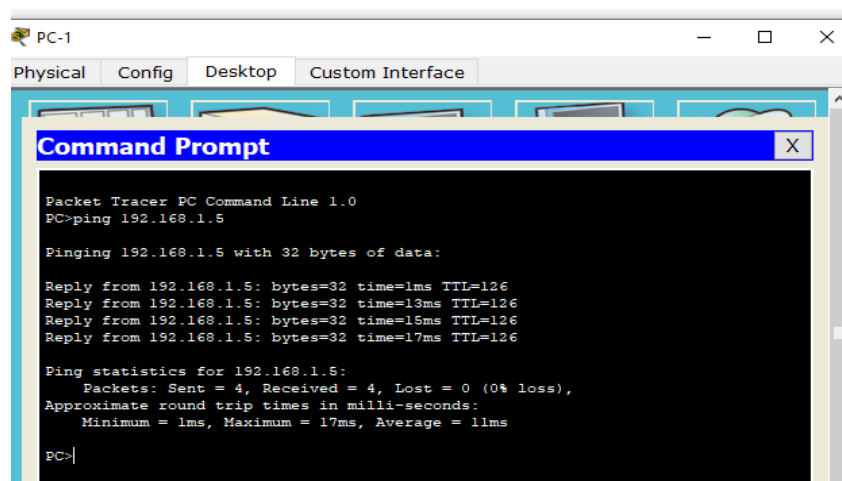 PC-1
Physical Config Desktop Custom Interface
Command Prompt
X
Packet Tracer PC Command Line 1.0
PC>ping 192.168.1.5
Pinging 192.168.1.5 with 32 bytes of data:
Reply from 192.168.1.5: bytes=32 time=1ms TTL=126
Reply from 192.168.1.5: bytes=32 time=13ms TTL=126
Reply from 192.168.1.5: bytes=32 time=15ms TTL=126
Reply from 192.168.1.5: bytes=32 time=17ms TTL=126
Ping statistics for 192.168.1.5:
Packets: Sent = 4, Received = 4, Lost = 0 (0% loss),
Approximate round trip times in milli-seconds:
Minimum = 1ms, Maximum = 17ms, Average = 11ms
PC>